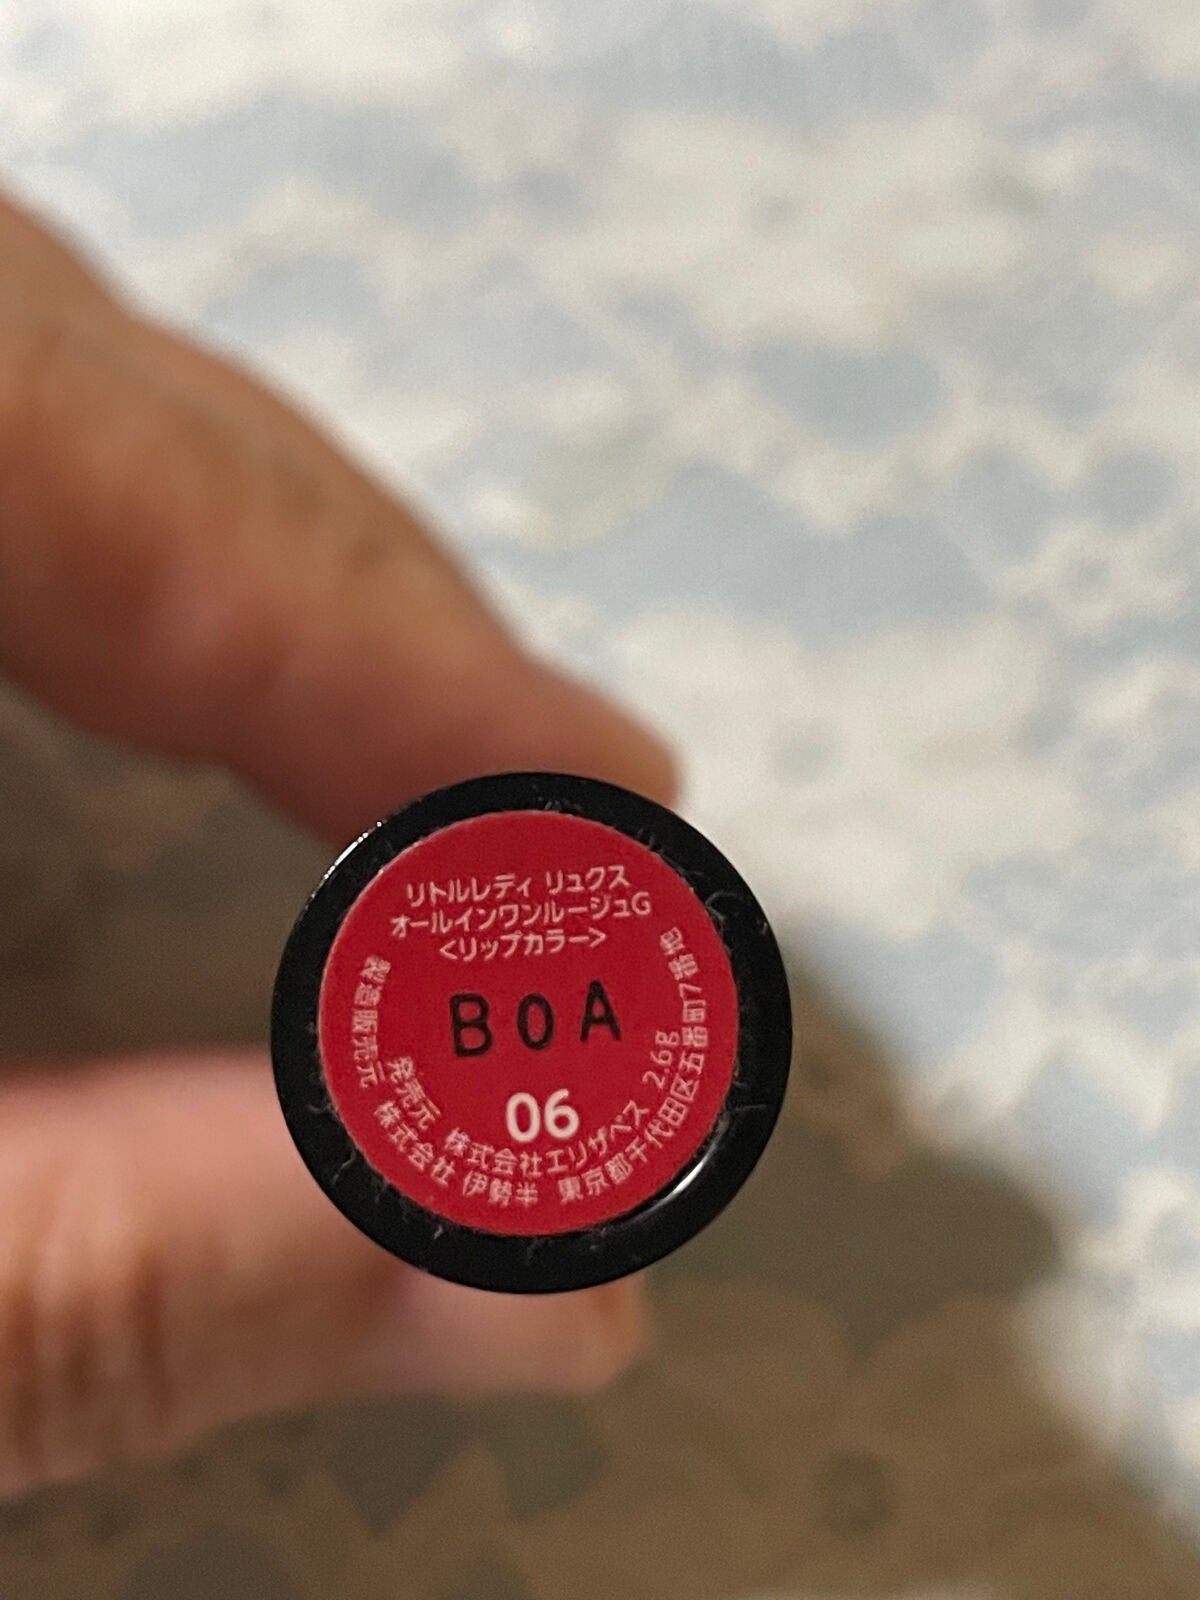 リトルレディ リュクス
オールインワンルージュG
<リップカラー>
B0A
06
発売元 株式会社エリザベス 2.6g
製造販売元 株式会社 伊勢半 東京都千代田区五番町7番地